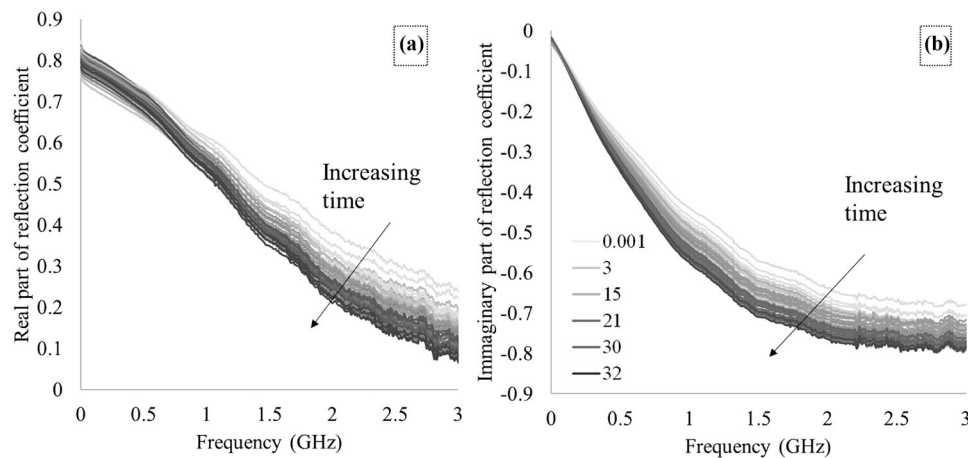 (a)
Real part of reflection coefficient
0.9
0.8
0.7
0.6
0.5
0.4
0.3
0.2
0.1
0
Increasing
time
0 0.5 1 1.5 2 2.5 3
Frequency (GHz)
(b)
Immaginary part of reflection coefficient
0
-0.1
-0.2
-0.3
-0.4
-0.5
-0.6
-0.7
-0.8
-0.9
Increasing
time
0.001
3
15
21
30
32
0 0.5 1 1.5 2 2.5 3
Frequency (GHz)